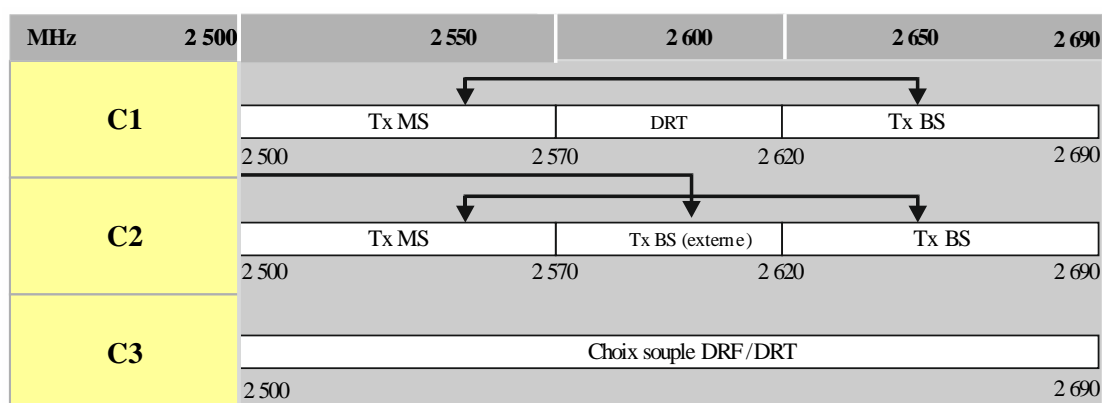 MHz 2 500 2 550 2 600 2 650 2 690
C1
Tx MS DRT Tx BS
2 500 2 570 2 620 2 690
C2
Tx MS Tx BS (externe) Tx BS
2 500 2 570 2 620 2 690
C3
Choix souple DRF/DRT
2 500 2 690